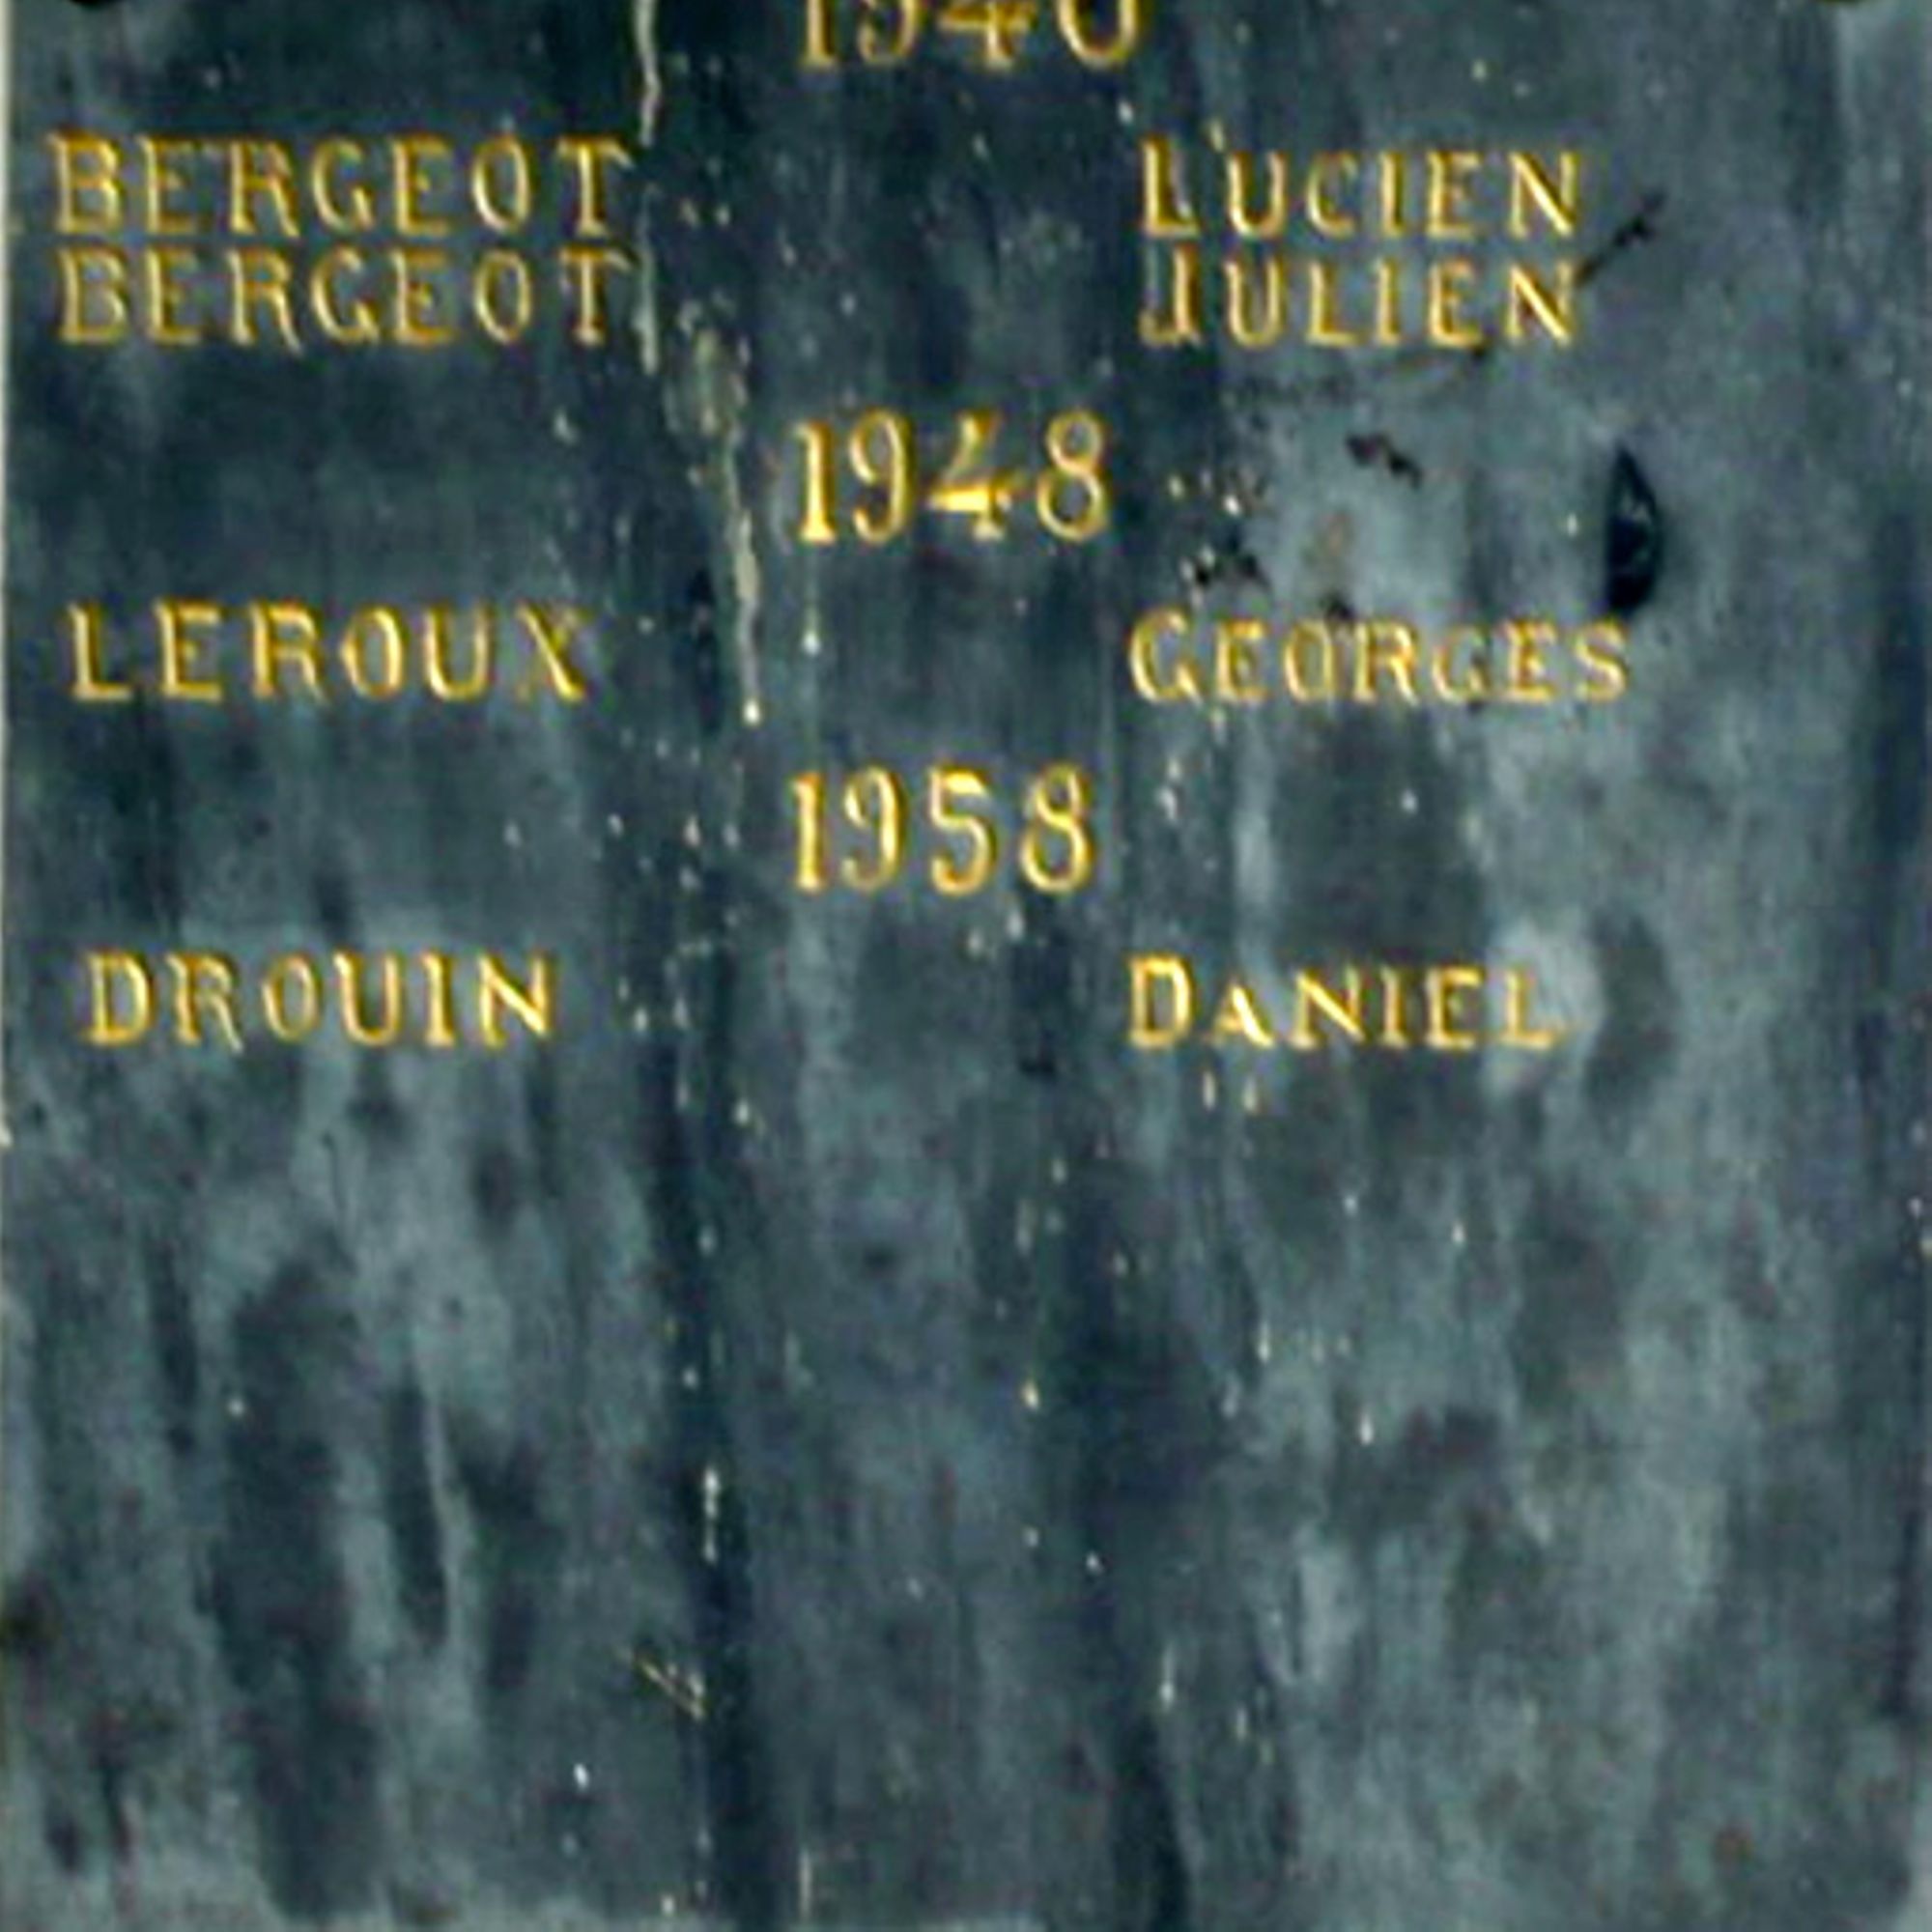 1940
BERGEOT LUCIEN
BERGEOT JULIEN
1948
LEROUX GEORGES
1958
DROUIN DANIEL